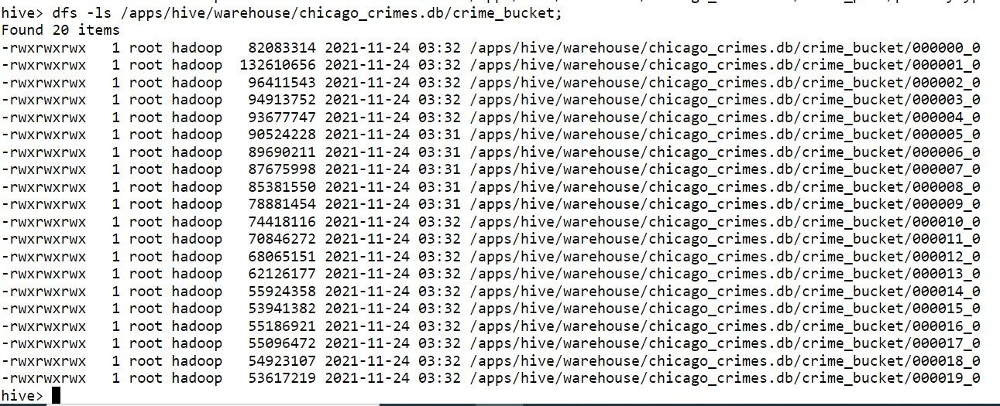 hive> dfs -ls /apps/hive/warehouse/chicago_crimes.db/crime_bucket;
Found 20 items
-rwxrwxrwx   1 root hadoop   82083314 2021-11-24 03:32 /apps/hive/warehouse/chicago_crimes.db/crime_bucket/000000_0
-rwxrwxrwx   1 root hadoop  132610656 2021-11-24 03:32 /apps/hive/warehouse/chicago_crimes.db/crime_bucket/000001_0
-rwxrwxrwx   1 root hadoop   96411543 2021-11-24 03:32 /apps/hive/warehouse/chicago_crimes.db/crime_bucket/000002_0
-rwxrwxrwx   1 root hadoop   94913752 2021-11-24 03:32 /apps/hive/warehouse/chicago_crimes.db/crime_bucket/000003_0
-rwxrwxrwx   1 root hadoop   93677747 2021-11-24 03:32 /apps/hive/warehouse/chicago_crimes.db/crime_bucket/000004_0
-rwxrwxrwx   1 root hadoop   90524228 2021-11-24 03:31 /apps/hive/warehouse/chicago_crimes.db/crime_bucket/000005_0
-rwxrwxrwx   1 root hadoop   89690211 2021-11-24 03:31 /apps/hive/warehouse/chicago_crimes.db/crime_bucket/000006_0
-rwxrwxrwx   1 root hadoop   87675998 2021-11-24 03:31 /apps/hive/warehouse/chicago_crimes.db/crime_bucket/000007_0
-rwxrwxrwx   1 root hadoop   85381550 2021-11-24 03:31 /apps/hive/warehouse/chicago_crimes.db/crime_bucket/000008_0
-rwxrwxrwx   1 root hadoop   78881454 2021-11-24 03:31 /apps/hive/warehouse/chicago_crimes.db/crime_bucket/000009_0
-rwxrwxrwx   1 root hadoop   74418116 2021-11-24 03:32 /apps/hive/warehouse/chicago_crimes.db/crime_bucket/000010_0
-rwxrwxrwx   1 root hadoop   70846272 2021-11-24 03:32 /apps/hive/warehouse/chicago_crimes.db/crime_bucket/000011_0
-rwxrwxrwx   1 root hadoop   68065151 2021-11-24 03:32 /apps/hive/warehouse/chicago_crimes.db/crime_bucket/000012_0
-rwxrwxrwx   1 root hadoop   62126177 2021-11-24 03:32 /apps/hive/warehouse/chicago_crimes.db/crime_bucket/000013_0
-rwxrwxrwx   1 root hadoop   55924358 2021-11-24 03:32 /apps/hive/warehouse/chicago_crimes.db/crime_bucket/000014_0
-rwxrwxrwx   1 root hadoop   53941382 2021-11-24 03:32 /apps/hive/warehouse/chicago_crimes.db/crime_bucket/000015_0
-rwxrwxrwx   1 root hadoop   55186921 2021-11-24 03:32 /apps/hive/warehouse/chicago_crimes.db/crime_bucket/000016_0
-rwxrwxrwx   1 root hadoop   55096472 2021-11-24 03:32 /apps/hive/warehouse/chicago_crimes.db/crime_bucket/000017_0
-rwxrwxrwx   1 root hadoop   54923107 2021-11-24 03:32 /apps/hive/warehouse/chicago_crimes.db/crime_bucket/000018_0
-rwxrwxrwx   1 root hadoop   53617219 2021-11-24 03:32 /apps/hive/warehouse/chicago_crimes.db/crime_bucket/000019_0
hive>